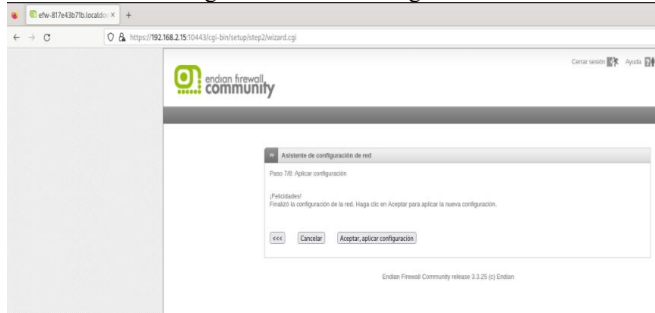 efw-817e43b71b.localdo
https://192.168.2.15:10443/cgi-bin/setup/step2/wizard.cgi
Cerrar sesión Ayuda
endian firewall
community
Asistente de configuración de red
Paso 7/8: Aplicar configuración
¡Felicidades!
Finalizó la configuración de la red. Haga clic en Aceptar para aplicar la nueva configuración.
<<< Cancelar Aceptar, aplicar configuración
Endian Firewall Community release 3.3.25 (c) Endian